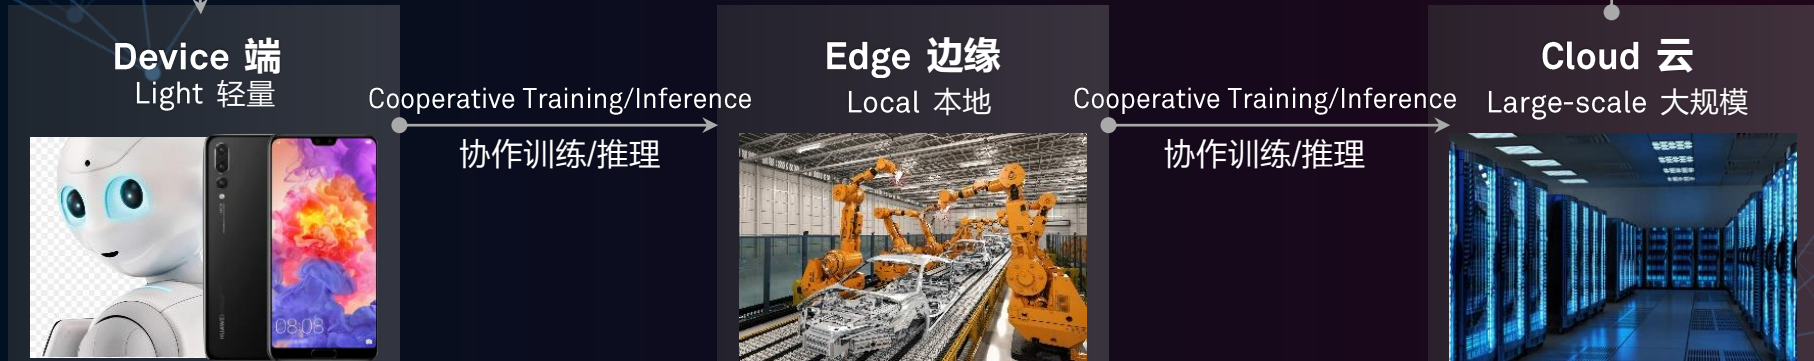 Device 端
Light 轻量
Cooperative Training/Inference
协作训练/推理
Edge 边缘
Local 本地
Cooperative Training/Inference
协作训练/推理
Cloud 云
Large-scale 大规模
08:08
HUAWEI